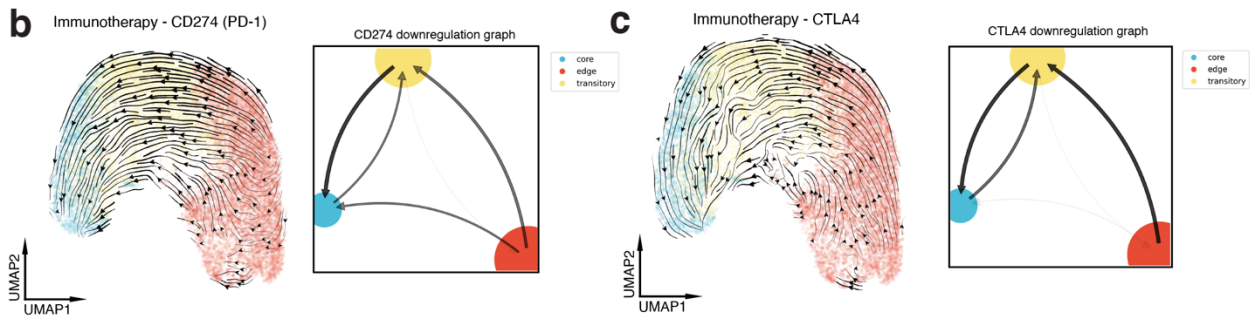 b
Immunotherapy - CD274 (PD-1)
CD274 downregulation graph
core
edge
transitory
UMAP2
UMAP1
c
Immunotherapy - CTLA4
CTLA4 downregulation graph
core
edge
transitory
UMAP2
UMAP1